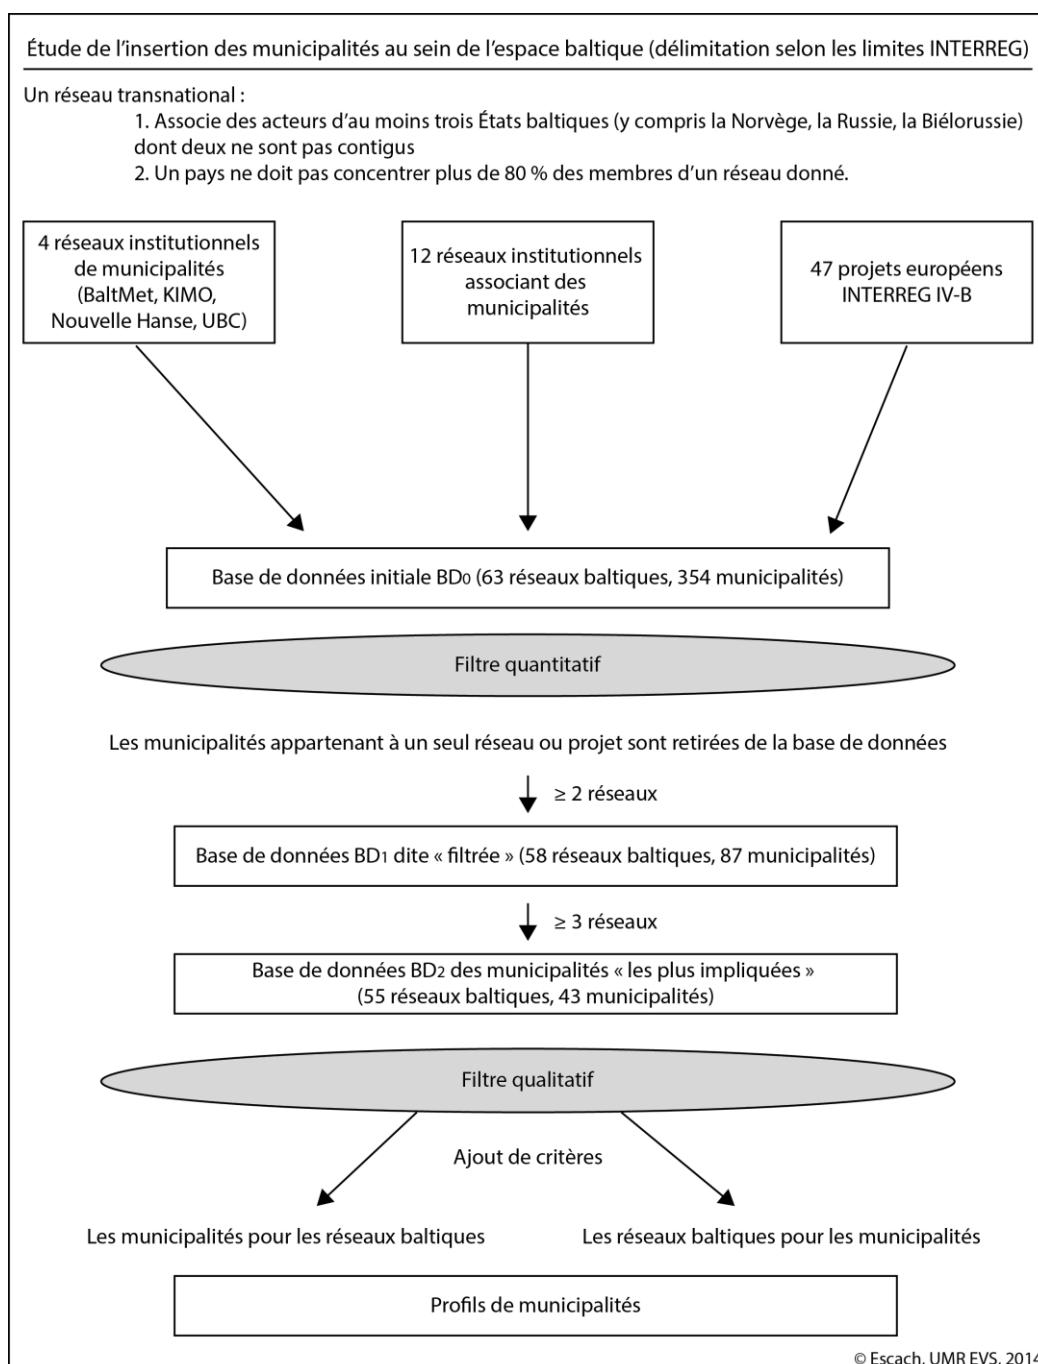 Étude de l’insertion des municipalités au sein de l’espace baltique (délimitation selon les limites INTERREG)
Un réseau transnational :
1. Associe des acteurs d’au moins trois États baltiques (y compris la Norvège, la Russie, la Biélorussie)
dont deux ne sont pas contigus
2. Un pays ne doit pas concentrer plus de 80 % des membres d’un réseau donné.
4 réseaux institutionnels
de municipalités
(BaltMet, KIMO,
Nouvelle Hanse, UBC)
12 réseaux institutionnels
associant des
municipalités
47 projets européens
INTERREG IV-B
Base de données initiale BD0 (63 réseaux baltiques, 354 municipalités)
Filtre quantitatif
Les municipalités appartenant à un seul réseau ou projet sont retirées de la base de données
≥ 2 réseaux
Base de données BD1 dite « filtrée » (58 réseaux baltiques, 87 municipalités)
≥ 3 réseaux
Base de données BD2 des municipalités « les plus impliquées »
(55 réseaux baltiques, 43 municipalités)
Filtre qualitatif
Ajout de critères
Les municipalités pour les réseaux baltiques
Les réseaux baltiques pour les municipalités
Profils de municipalités
© Escach, UMR EVS, 2014